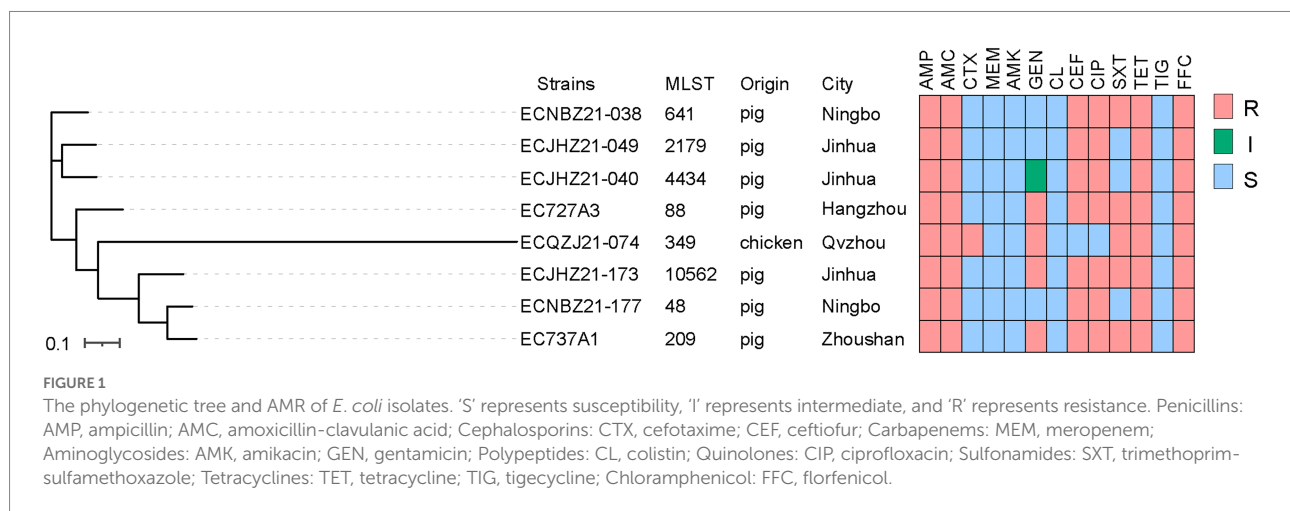 Strains MLST Origin City AMP AMC CTX MEM AMK GEN CL CEF CIP SXT TET TIG FFC
ECNBZ21-038 641 pig Ningbo
ECJHZ21-049 2179 pig Jinhua
ECJHZ21-040 4434 pig Jinhua
EC727A3 88 pig Hangzhou
ECQZJ21-074 349 chicken Qvzhou
ECJHZ21-173 10562 pig Jinhua
ECNBZ21-177 48 pig Ningbo
EC737A1 209 pig Zhoushan
R
I
S
0.1
FIGURE 1
The phylogenetic tree and AMR of E. coli isolates. 'S' represents susceptibility, 'I' represents intermediate, and 'R' represents resistance. Penicillins:
AMP, ampicillin; AMC, amoxicillin-clavulanic acid; Cephalosporins: CTX, cefotaxime; CEF, ceftiofur; Carbapenems: MEM, meropenem;
Aminoglycosides: AMK, amikacin; GEN, gentamicin; Polypeptides: CL, colistin; Quinolones: CIP, ciprofloxacin; Sulfonamides: SXT, trimethoprim-
sulfamethoxazole; Tetracyclines: TET, tetracycline; TIG, tigecycline; Chloramphenicol: FFC, florfenicol.